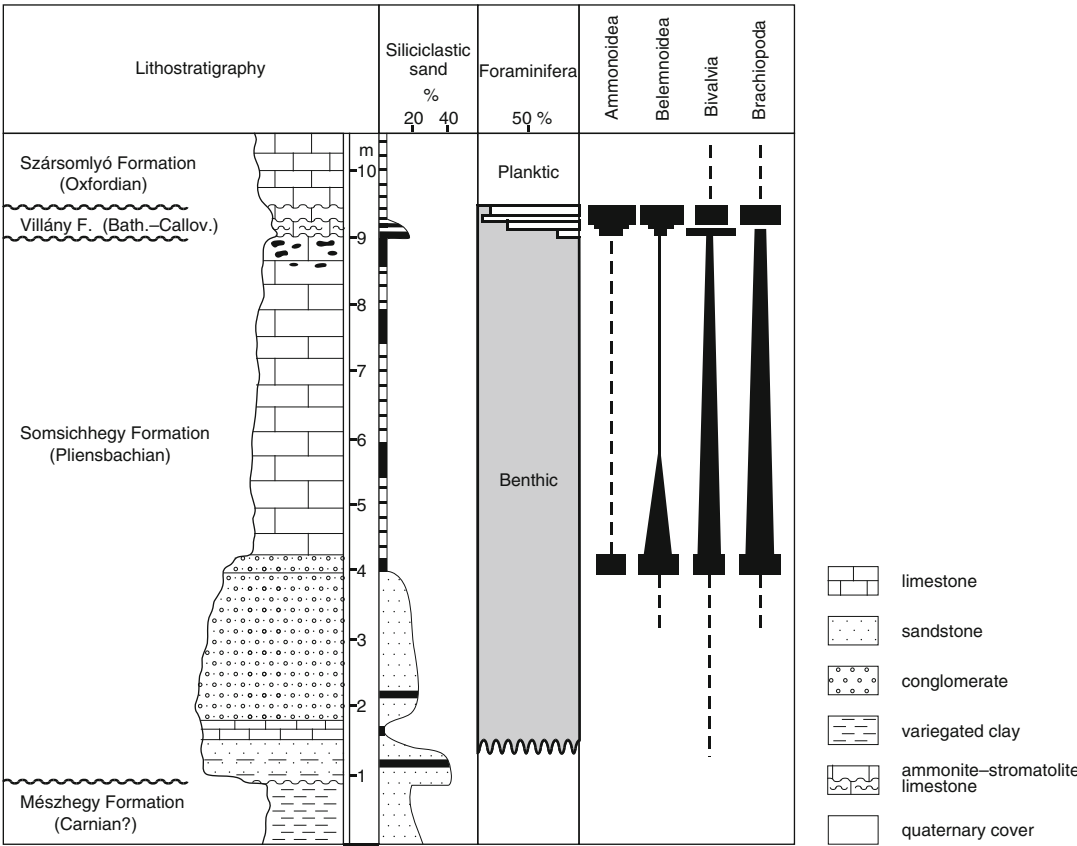 Lithostratigraphy
Siliciclastic
sand
%
20 40
Foraminifera
50 %
Ammonoidea
Belemnoidea
Bivalvia
Brachiopoda
Szársomlyó Formation
(Oxfordian)
Villány F. (Bath.–Callov.)
Somsichhegy Formation
(Pliensbachian)
Mészhegy Formation
(Carnian?)
m
10
9
8
7
6
5
4
3
2
1
Planktic
Benthic
limestone
sandstone
conglomerate
variegated clay
ammonite–stromatolite
limestone
quaternary cover